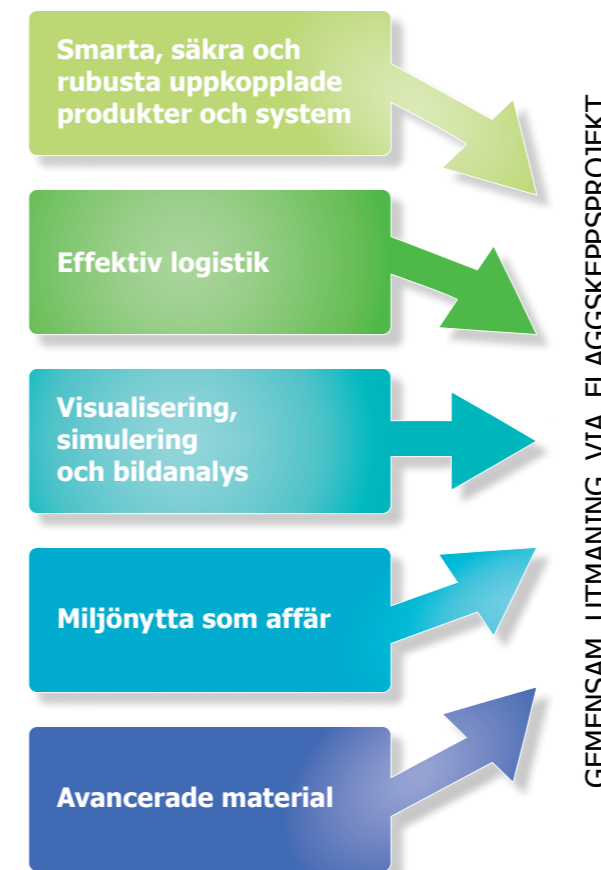 Smarta, säkra och
rubusta uppkopplade
produkter och system
Effektiv logistik
Visualisering,
simulering
och bildanalys
Miljönytta som affär
Avancerade material
GEMENSAM UTMANING VIA FLAGGSKEPPSPROJEKT